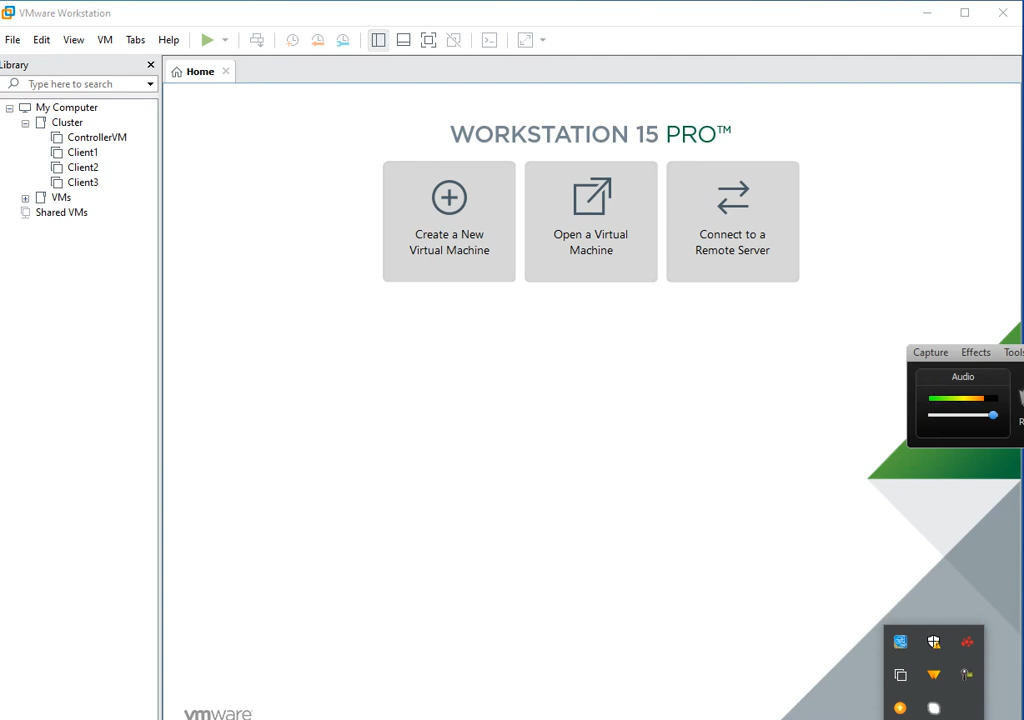 VMware Workstation
File Edit View VM Tabs Help
Library
Type here to search
Home
My Computer
Cluster
ControllerVM
Client1
Client2
Client3
VMs
Shared VMs
WORKSTATION 15 PRO™
Create a New
Virtual Machine
Open a Virtual
Machine
Connect to a
Remote Server
Capture Effects Tools
Audio
R
vmware